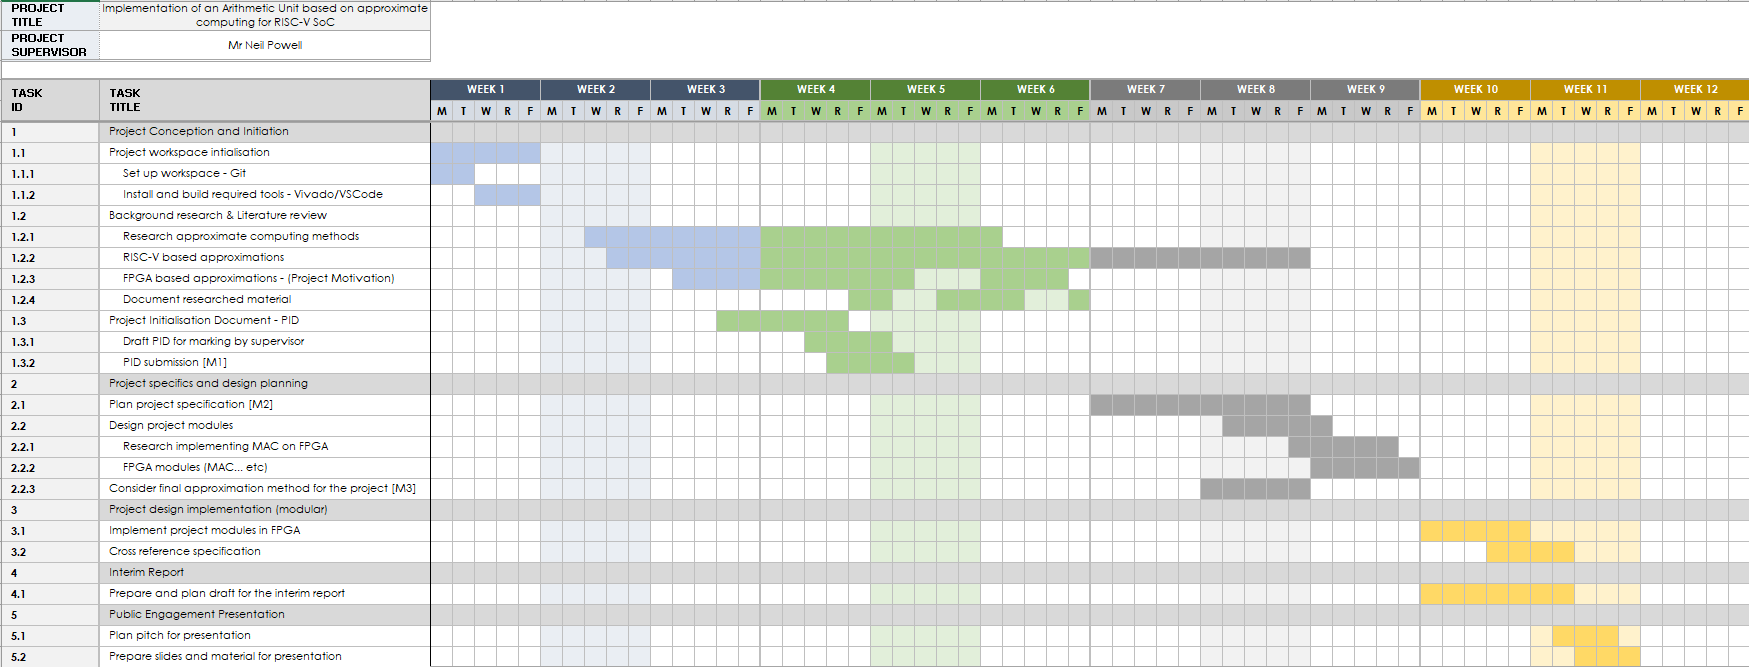 PROJECT TITLE
Implementation of an Arithmetic Unit based on approximate
computing for RISC-V SoC
PROJECT SUPERVISOR
Mr Neil Powell
TASK ID
TASK TITLE
WEEK 1 WEEK 2 WEEK 3 WEEK 4 WEEK 5 WEEK 6 WEEK 7 WEEK 8 WEEK 9 WEEK 10 WEEK 11 WEEK 12
M T W R F M T W R F M T W R F M T W R F M T W R F M T W R F M T W R F M T W R F M T W R F M T W R F M T W R F M T W R F
1 Project Conception and Initiation
1.1 Project workspace intialisation
1.1.1 Set up workspace - Git
1.1.2 Install and build required tools - Vivado/VSCode
1.2 Background research & Literature review
1.2.1 Research approximate computing methods
1.2.2 RISC-V based approximations
1.2.3 FPGA based approximations - (Project Motivation)
1.2.4 Document researched material
1.3 Project Initialisation Document - PID
1.3.1 Draft PID for marking by supervisor
1.3.2 PID submission [M1]
2 Project specifics and design planning
2.1 Plan project specification [M2]
2.2 Design project modules
2.2.1 Research implementing MAC on FPGA
2.2.2 FPGA modules (MAC... etc)
2.2.3 Consider final approximation method for the project [M3]
3 Project design implementation (modular)
3.1 Implement project modules in FPGA
3.2 Cross reference specification
4 Interim Report
4.1 Prepare and plan draft for the interim report
5 Public Engagement Presentation
5.1 Plan pitch for presentation
5.2 Prepare slides and material for presentation